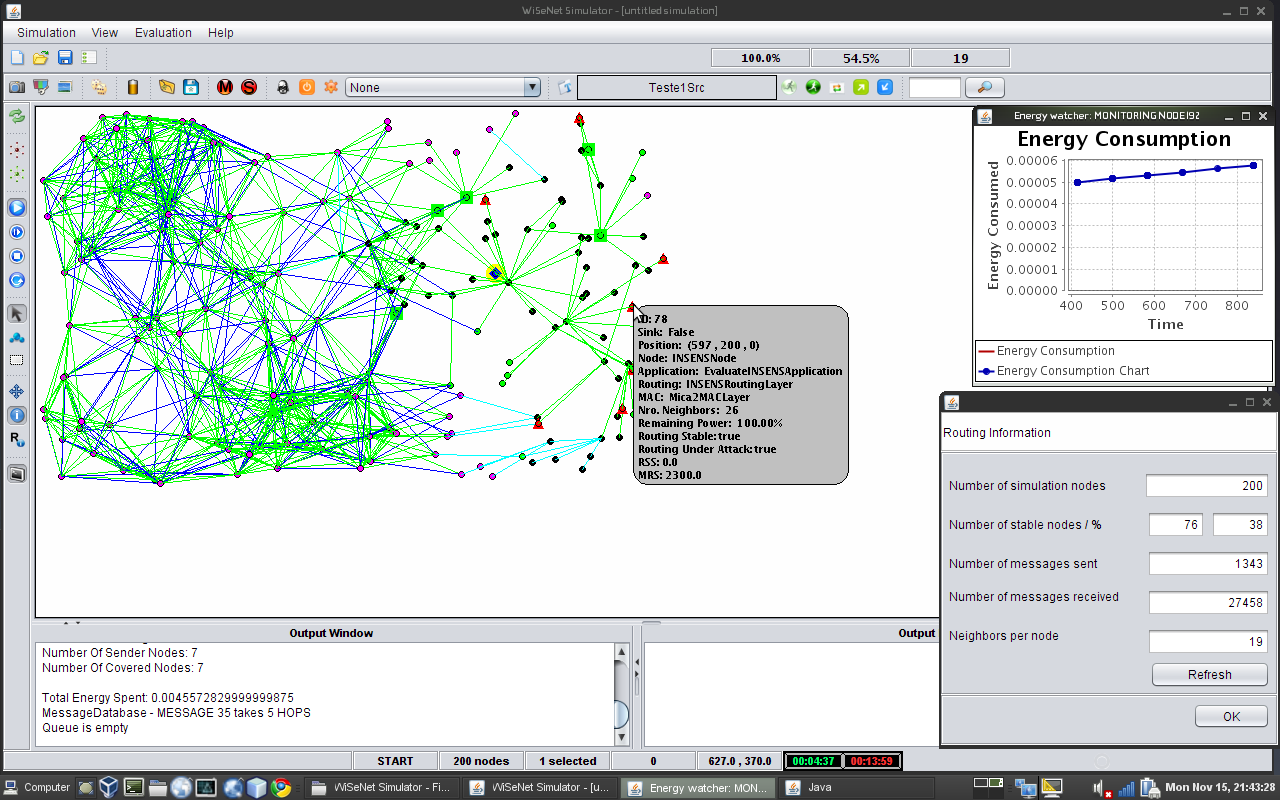 WiSeNet Simulator - [untitled simulation]
Simulation View Evaluation Help
100.0% 54.5% 19
M S None Teste1Src
Energy watcher: MONITORING NODE192
Energy Consumption
Energy Consumed
0.00006
0.00005
0.00004
0.00003
0.00002
0.00001
0.00000
400 500 600 700 800
Time
Energy Consumption
Energy Consumption Chart
ID: 78
Sink: False
Position: (597 , 200 , 0)
Node: INSENSNode
Application: EvaluateINSENSApplication
Routing: INSENSRoutingLayer
MAC: Mica2MACLayer
Nro. Neighbors: 26
Remaining Power: 100.00%
Routing Stable:true
Routing Under Attack:true
RSS: 0.0
MRS: 2300.0
Routing Information
Number of simulation nodes 200
Number of stable nodes / % 76 38
Number of messages sent 1343
Number of messages received 27458
Neighbors per node 19
Refresh
OK
Output Window Output
Number Of Sender Nodes: 7
Number Of Covered Nodes: 7
Total Energy Spent: 0.0045572829999999875
MessageDatabase - MESSAGE 35 takes 5 HOPS
Queue is empty
START 200 nodes 1 selected 0 627.0 , 370.0 00:04:37 00:13:59
Computer WiSeNet Simulator - Fi... WiSeNet Simulator - [u... Energy watcher: MON... Java Mon Nov 15, 21:43:28